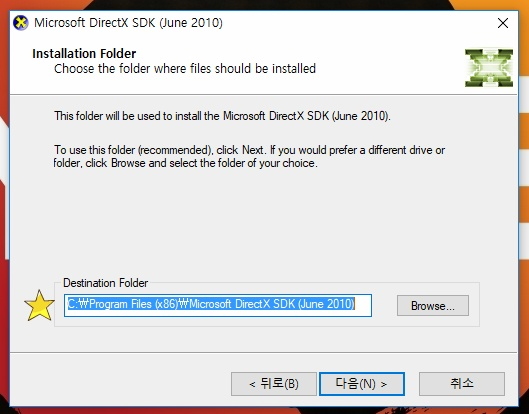 Microsoft DirectX SDK (June 2010)
Installation Folder
Choose the folder where files should be installed
This folder will be used to install the Microsoft DirectX SDK (June 2010).
To use this folder (recommended), click Next. If you would prefer a different drive or
folder, click Browse and select the folder of your choice.
Destination Folder
C:₩Program Files (x86)₩Microsoft DirectX SDK (June 2010)
Browse...
< 뒤로(B)
다음(N) >
취소